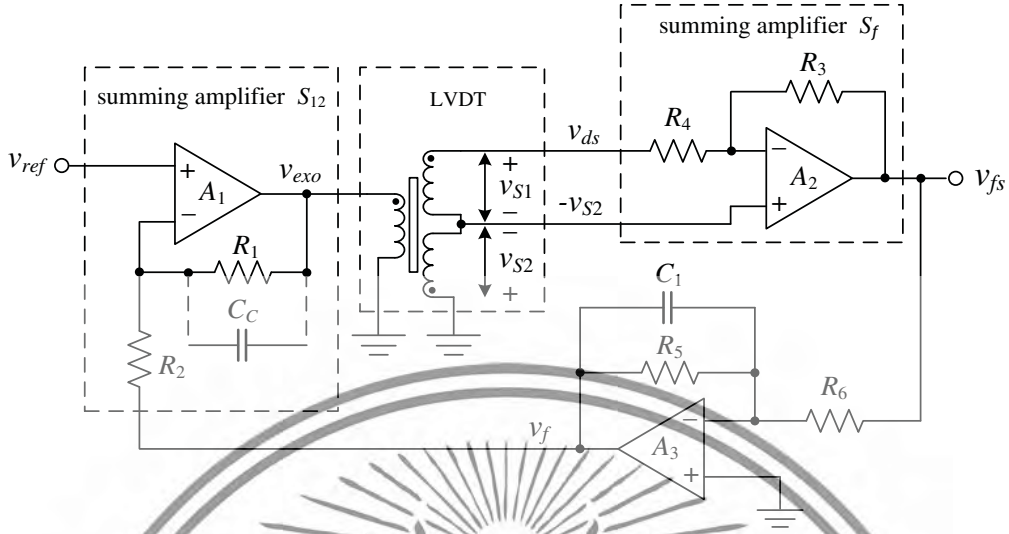 summing amplifier S_f
R_3
summing amplifier S_12
LVDT
R_4
v_ds
v_ref
+
A_1
−
v_exo
+
v_S1
−
-v_S2
−
v_S2
+
−
A_2
+
v_fs
R_1
C_C
R_2
C_1
R_5
R_6
v_f
−
A_3
+